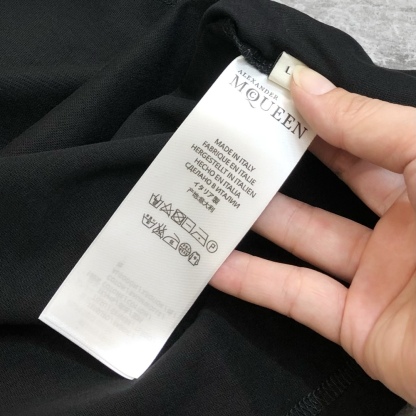 L
ALEXANDER
MCQUEEN
MADE IN ITALY
FABRIQUÉ EN ITALIE
HERGESTELLT IN ITALIEN
HECHO EN ITALIA
СДЕЛАНО В ИТАЛИИ
イタリア製
产地意大利